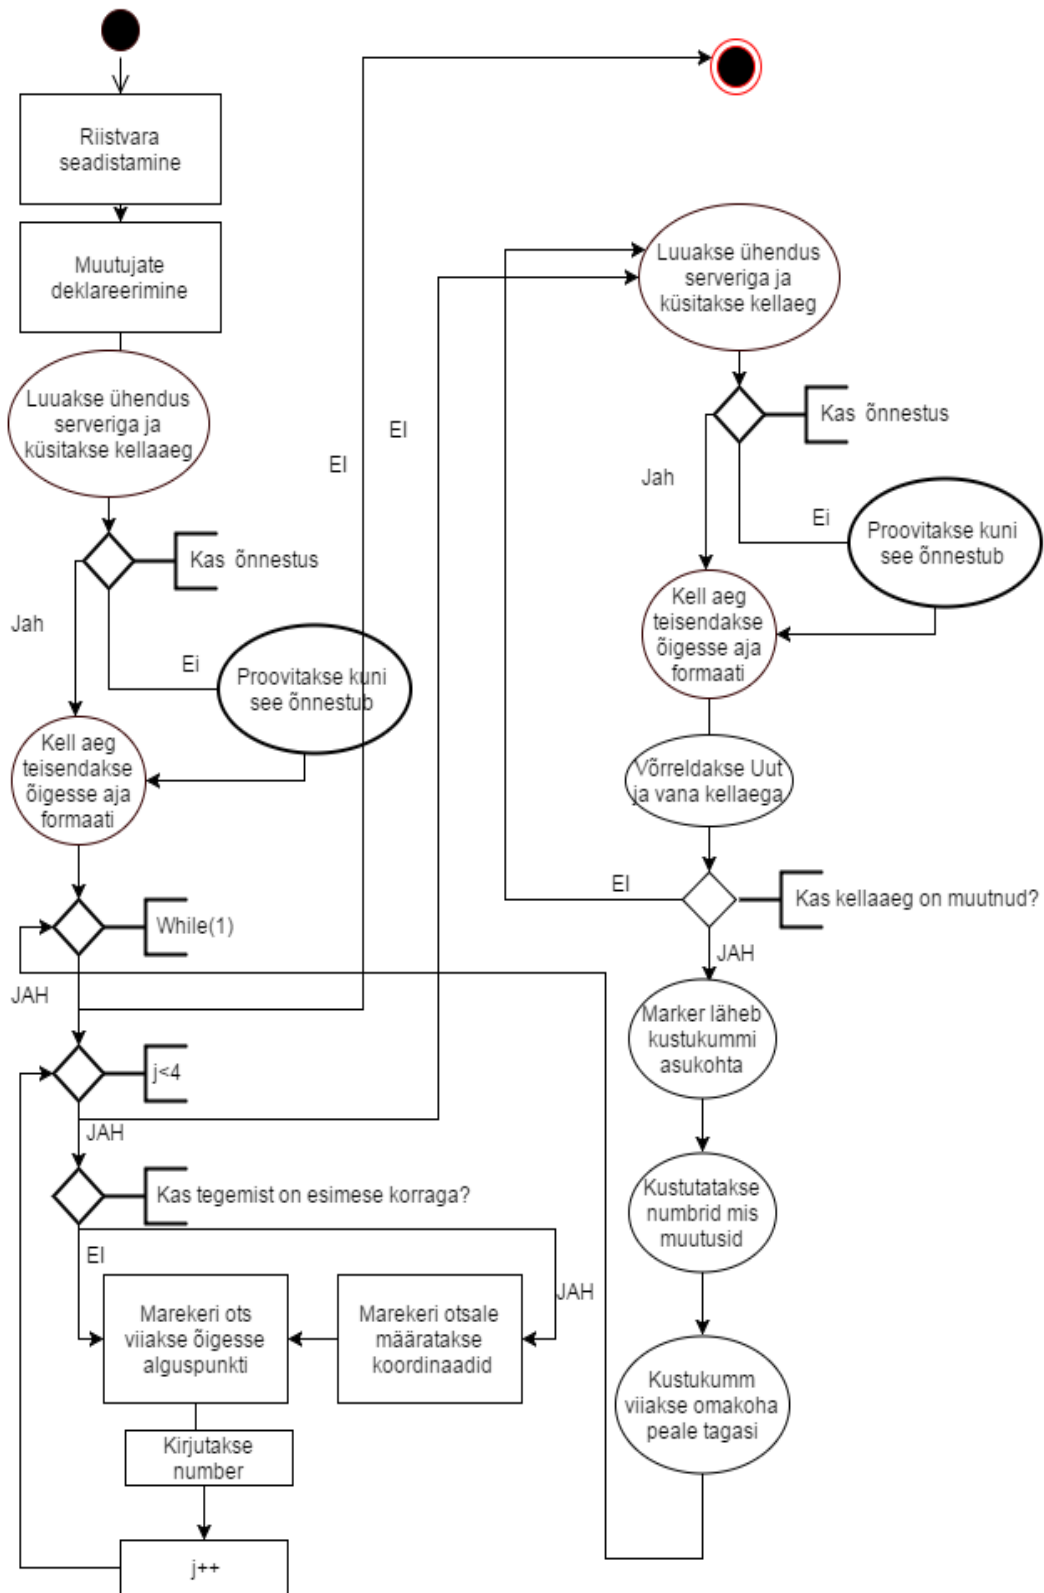 Riistvara
seadistamine
Muutujate
deklareerimine
Luuakse ühendus
serveriga ja
küsitakse kellaaeg
Kas õnnestus
Jah
Ei
Proovitakse kuni
see õnnestub
Kell aeg
teisendakse
õigesse aja
formaati
While(1)
JAH
EI
j<4
EI
JAH
Kas tegemist on esimese korraga?
EI
JAH
Marekeri ots
viiakse õigesse
alguspunkti
Marekeri otsale
määratakse
koordinaadid
Kirjutakse
number
j++
Luuakse ühendus
serveriga ja
küsitakse kellaeg
Kas õnnestus
Jah
Ei
Proovitakse kuni
see õnnestub
Kell aeg
teisendakse
õigesse aja
formaati
Võrreldakse Uut
ja vana kellaega
EI
Kas kellaaeg on muutnud?
JAH
Marker läheb
kustukummi
asukohta
Kustutatakse
numbrid mis
muutusid
Kustukumm
viiakse omakoha
peale tagasi